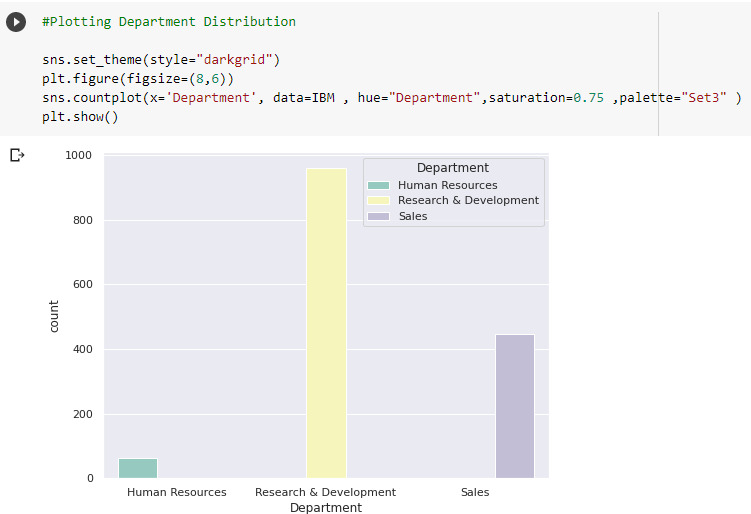 #Plotting Department Distribution
sns.set_theme(style="darkgrid")
plt.figure(figsize=(8,6))
sns.countplot(x='Department', data=IBM , hue="Department",saturation=0.75 ,palette="Set3" )
plt.show()
1000
800
600
400
200
0
count
Department
Human Resources
Research & Development
Sales
Human Resources Research & Development Sales
Department